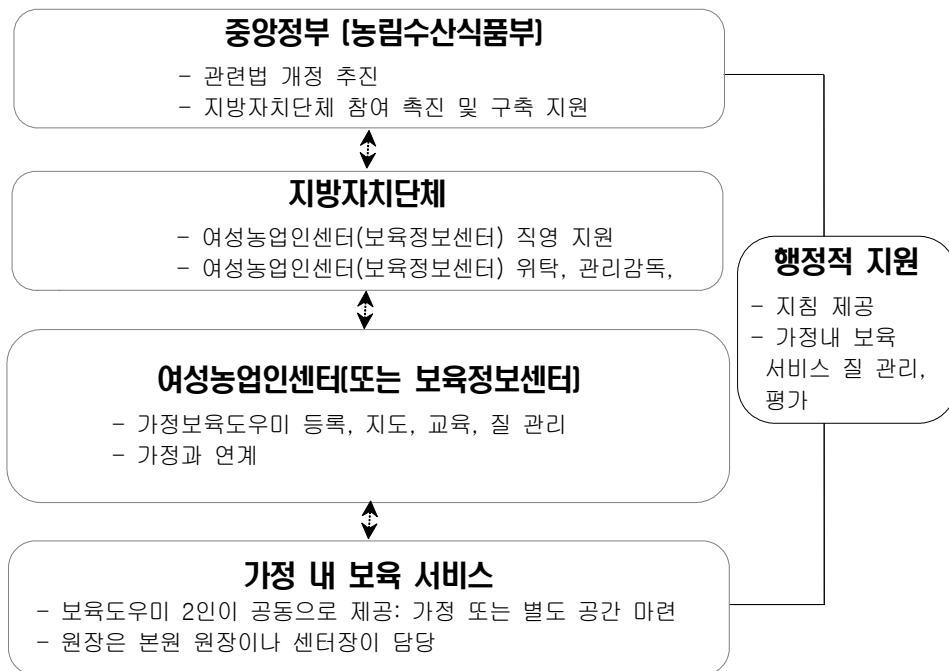 중앙정부 (농림수산식품부)
- 관련법 개정 추진
- 지방자치단체 참여 촉진 및 구축 지원
지방자치단체
- 여성농업인센터(보육정보센터) 직영 지원
- 여성농업인센터(보육정보센터) 위탁, 관리감독,
여성농업인센터(또는 보육정보센터)
- 가정보육도우미 등록, 지도, 교육, 질 관리
- 가정과 연계
가정 내 보육 서비스
- 보육도우미 2인이 공동으로 제공: 가정 또는 별도 공간 마련
- 원장은 본원 원장이나 센터장이 담당
행정적 지원
- 지침 제공
- 가정내 보육
서비스 질 관리,
평가